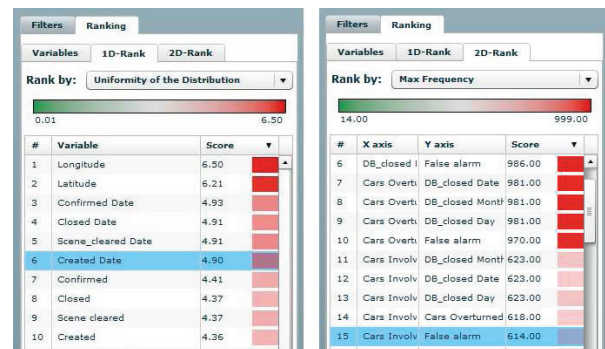 Filters Ranking
Variables 1D-Rank 2D-Rank
Rank by: Uniformity of the Distribution
0.01 6.50
# Variable Score
1 Longitude 6.50
2 Latitude 6.21
3 Confirmed Date 4.93
4 Closed Date 4.91
5 Scene_cleared Date 4.91
6 Created Date 4.90
7 Confirmed 4.41
8 Closed 4.37
9 Scene cleared 4.37
10 Created 4.36
Filters Ranking
Variables 1D-Rank 2D-Rank
Rank by: Max Frequency
14.00 999.00
# X axis Y axis Score
6 DB_closed False alarm 986.00
7 Cars Overtu DB_closed Date 981.00
8 Cars Overtu DB_closed Month 981.00
9 Cars Overtu DB_closed Day 981.00
10 Cars Overtu False alarm 970.00
11 Cars Involv DB_closed Month 623.00
12 Cars Involv DB_closed Date 623.00
13 Cars Involv DB_closed Day 623.00
14 Cars Involv Cars Overturned 618.00
15 Cars Involv False alarm 614.00